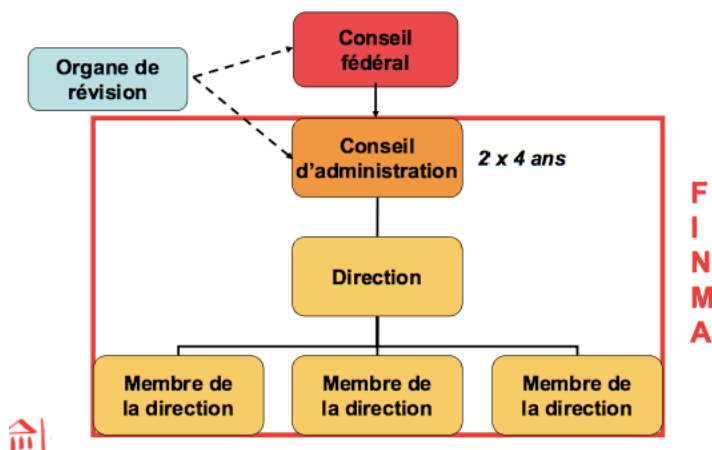 Conseil
fédéral
Organe de
révision
Conseil
d'administration
2 x 4 ans
Direction
Membre de
la direction
Membre de
la direction
Membre de
la direction
F
I
N
M
A